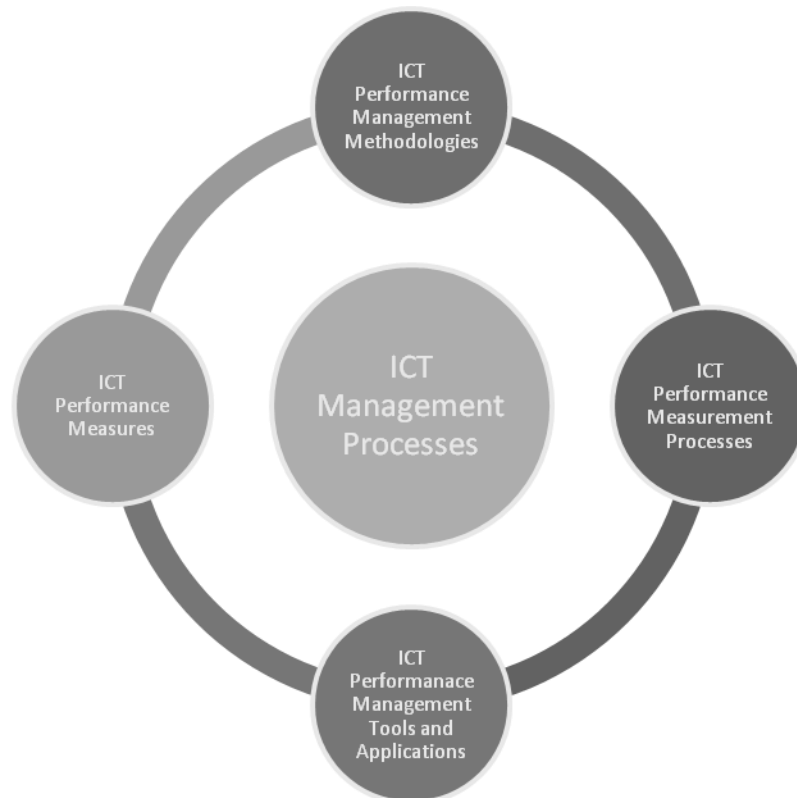 ICT
Performance
Management
Methodologies
ICT
Management
Processes
ICT
Performance
Measures
ICT
Performance
Measurement
Processes
ICT
Performanace
Management
Tools and
Applications